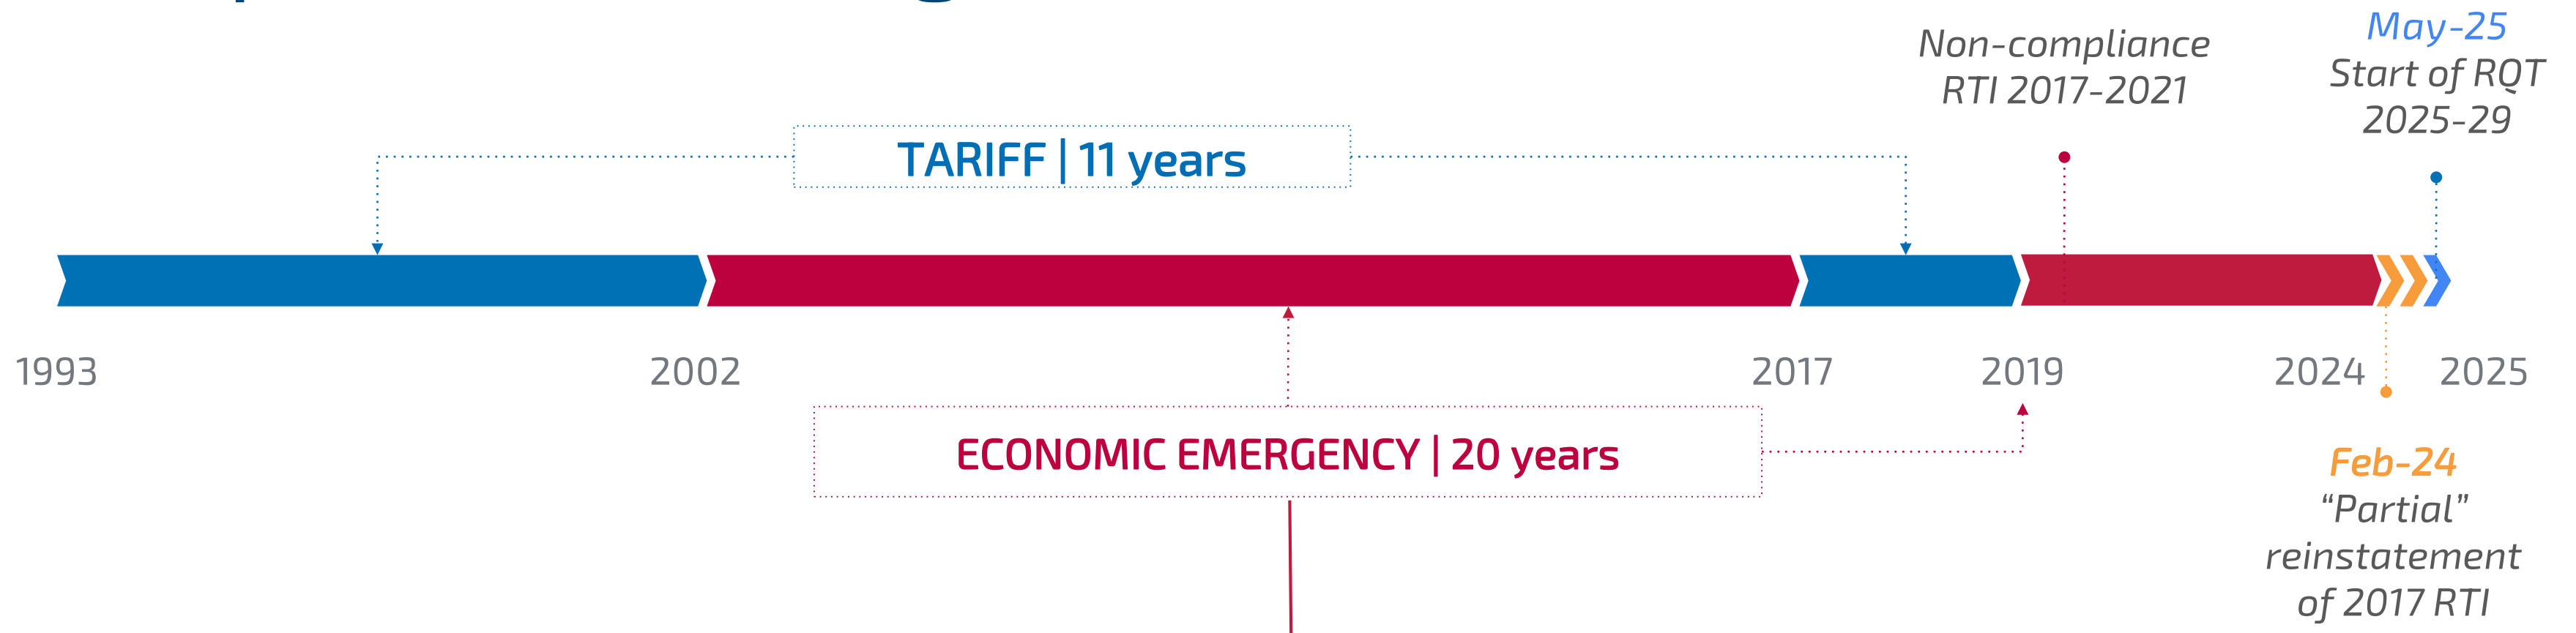 Non-compliance
RTI 2017-2021
May-25
Start of RQT
2025-29
TARIFF | 11 years
1993
2002
2017
2019
2024
2025
ECONOMIC EMERGENCY | 20 years
Feb-24
“Partial”
reinstatement
of 2017 RTI